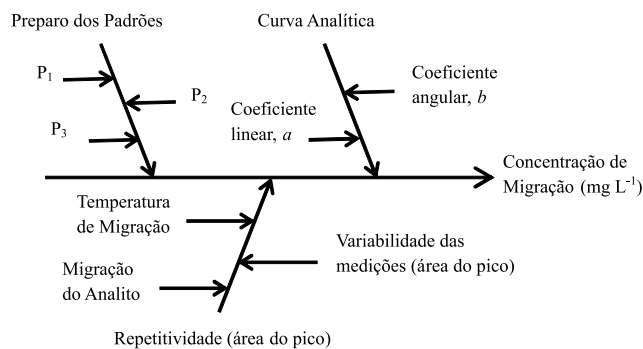 Preparo dos Padrões
Curva Analítica
P₁
P₂
P₃
Coeficiente
angular, b
Coeficiente
linear, a
Concentração de
Migração (mg L⁻¹)
Temperatura
de Migração
Variabilidade das
medições (área do pico)
Migração
do Analito
Repetitividade (área do pico)